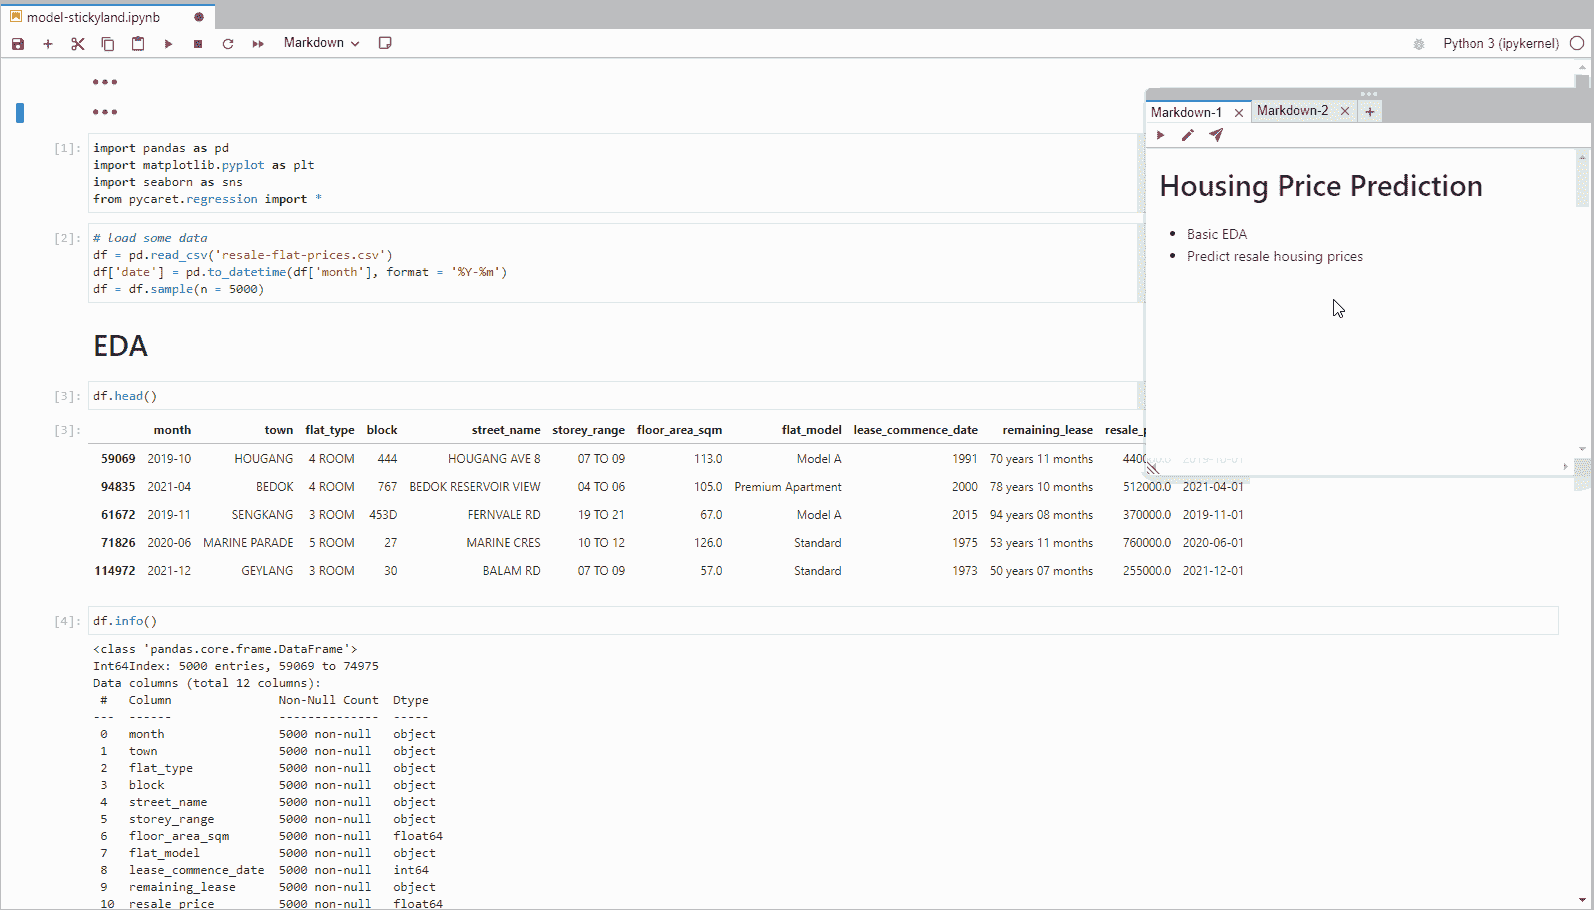 model-stickyland.ipynb
Markdown
Python 3 (ipykernel)
[1]:
import pandas as pd
import matplotlib.pyplot as plt
import seaborn as sns
from pycaret.regression import *
[2]:
# load some data
df = pd.read_csv('resale-flat-prices.csv')
df['date'] = pd.to_datetime(df['month'], format = '%Y-%m')
df = df.sample(n = 5000)
EDA
[3]:
df.head()
[3]:
month town flat_type block street_name storey_range floor_area_sqm flat_model lease_commence_date remaining_lease
59069 2019-10 HOUGANG 4 ROOM 444 HOUGANG AVE 8 07 TO 09 113.0 Model A 1991 70 years 11 months 2019-10-01
94835 2021-04 BEDOK 4 ROOM 767 BEDOK RESERVOIR VIEW 04 TO 06 105.0 Premium Apartment 2000 78 years 10 months 512000.0 2021-04-01
61672 2019-11 SENGKANG 3 ROOM 453D FERNVALE RD 19 TO 21 67.0 Model A 2015 94 years 08 months 370000.0 2019-11-01
71826 2020-06 MARINE PARADE 5 ROOM 27 MARINE CRES 10 TO 12 126.0 Standard 1975 53 years 11 months 760000.0 2020-06-01
114972 2021-12 GEYLANG 3 ROOM 30 BALAM RD 07 TO 09 57.0 Standard 1973 50 years 07 months 255000.0 2021-12-01
[4]:
df.info()
<class 'pandas.core.frame.DataFrame'>
Int64Index: 5000 entries, 59069 to 74975
Data columns (total 12 columns):
# Column Non-Null Count Dtype
--- ------ -------------- -----
0 month 5000 non-null object
1 town 5000 non-null object
2 flat_type 5000 non-null object
3 block 5000 non-null object
4 street_name 5000 non-null object
5 storey_range 5000 non-null object
6 floor_area_sqm 5000 non-null float64
7 flat_model 5000 non-null object
8 lease_commence_date 5000 non-null int64
9 remaining_lease 5000 non-null object
10 resale_price 5000 non-null float64
Markdown-1
Markdown-2
Housing Price Prediction
Basic EDA
Predict resale housing prices